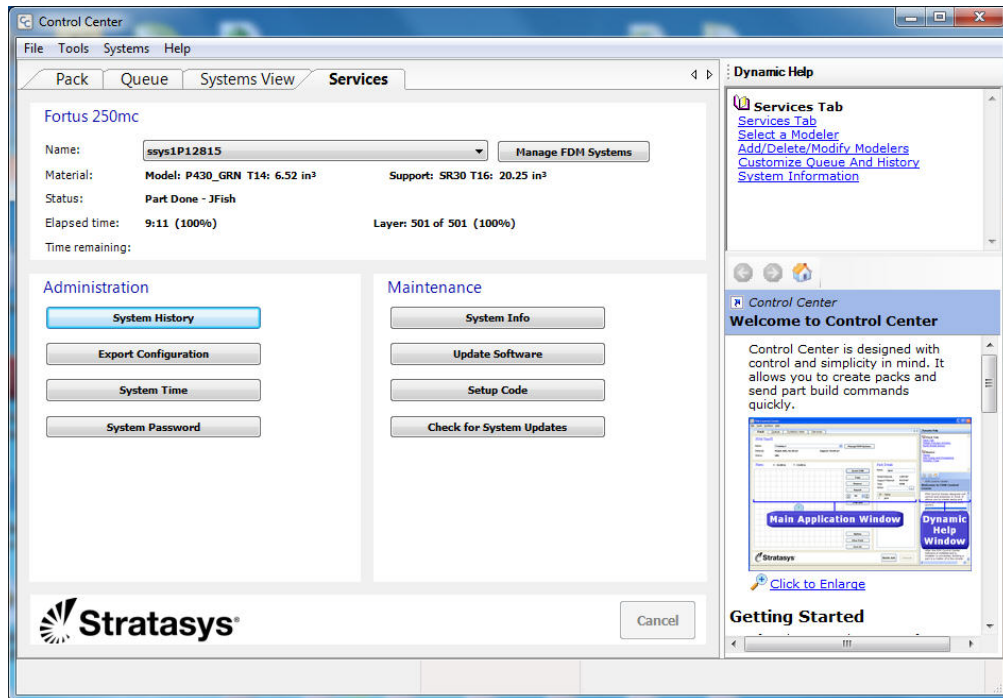 Control Center
File Tools Systems Help
Pack Queue Systems View Services
Fortus 250mc
Name: ssys1P12815 Manage FDM Systems
Material: Model: P430_GRN T14: 6.52 in³ Support: SR30 T16: 20.25 in³
Status: Part Done - JFish
Elapsed time: 9:11 (100%) Layer: 501 of 501 (100%)
Time remaining:
Administration
System History
Export Configuration
System Time
System Password
Maintenance
System Info
Update Software
Setup Code
Check for System Updates
Stratasys
Cancel
Dynamic Help
Services Tab
Services Tab
Select a Modeler
Add/Delete/Modify Modelers
Customize Queue And History
System Information
Control Center
Welcome to Control Center
Control Center is designed with
control and simplicity in mind. It
allows you to create packs and
send part build commands
quickly.
Main Application Window
Dynamic
Help
Window
Stratasys
Click to Enlarge
Getting Started